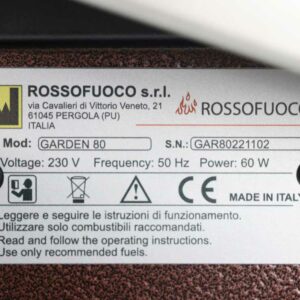 ROSSOFUOCO s.r.l.
via Cavalieri di Vittorio Veneto, 21
61045 PERGOLA (PU)
ITALIA
ROSSOFUOCO
Mod: GARDEN 80 S.N.: GAR80221102
Voltage: 230 V Frequency: 50 Hz Power: 60 W
CE MADE IN ITALY
Leggere e seguire le istruzioni di funzionamento.
Utilizzare solo combustibili raccomandati.
Read and follow the operating instructions.
Use only recommended fuels.